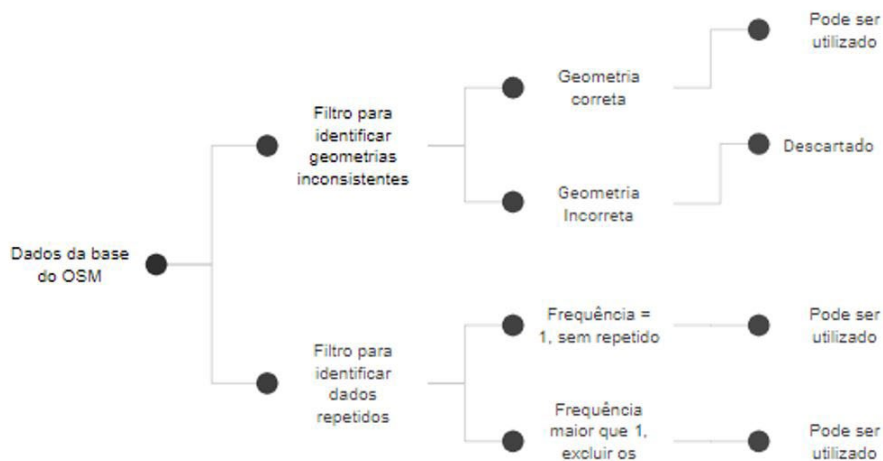 Dados da base
do OSM
Filtro para
identificar
geometrias
inconsistentes
Geometria
correta
Pode ser
utilizado
Geometria
Incorreta
Descartado
Filtro para
identificar
dados
repetidos
Frequência =
1, sem repetido
Pode ser
utilizado
Frequência
maior que 1,
excluir os
Pode ser
utilizado